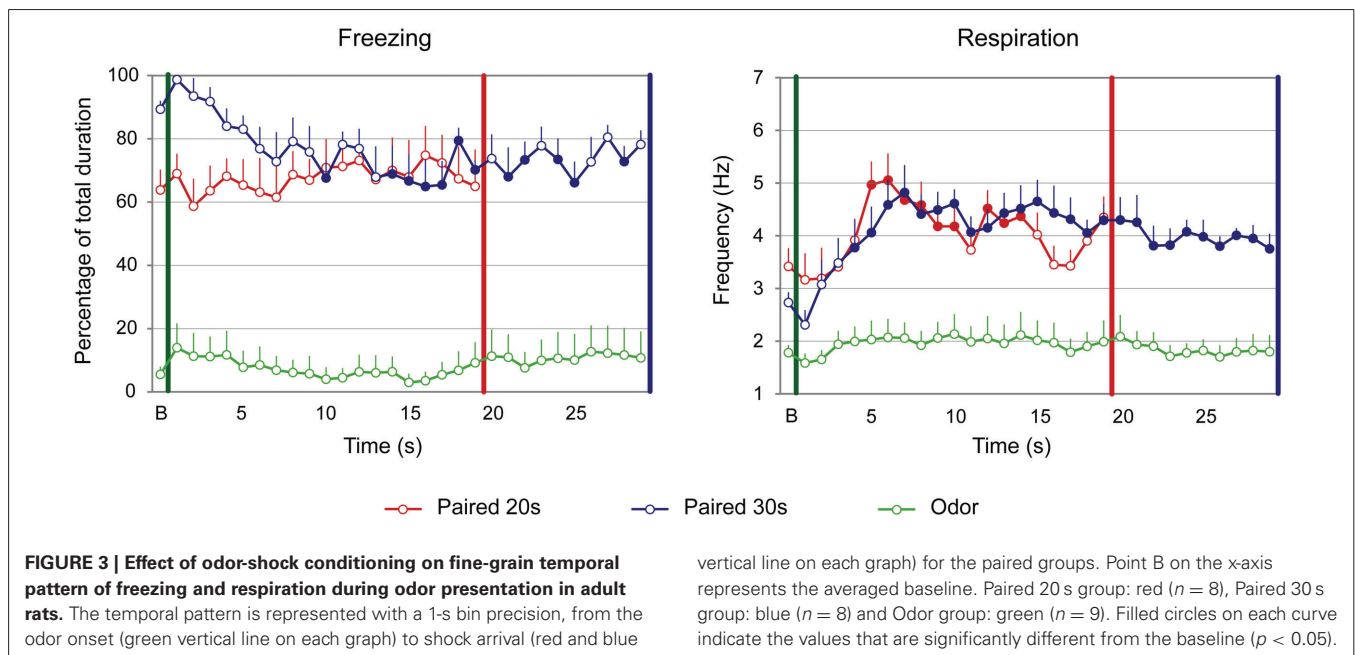 Freezing
Percentage of total duration
100
80
60
40
20
0
B
5
10
15
20
25
Time (s)
Respiration
Frequency (Hz)
7
6
5
4
3
2
1
B
5
10
15
20
25
Time (s)
Paired 20s
Paired 30s
Odor
FIGURE 3 | Effect of odor-shock conditioning on fine-grain temporal
pattern of freezing and respiration during odor presentation in adult
rats. The temporal pattern is represented with a 1-s bin precision, from the
odor onset (green vertical line on each graph) to shock arrival (red and blue
vertical line on each graph) for the paired groups. Point B on the x-axis
represents the averaged baseline. Paired 20 s group: red (n = 8), Paired 30 s
group: blue (n = 8) and Odor group: green (n = 9). Filled circles on each curve
indicate the values that are significantly different from the baseline (p < 0.05).